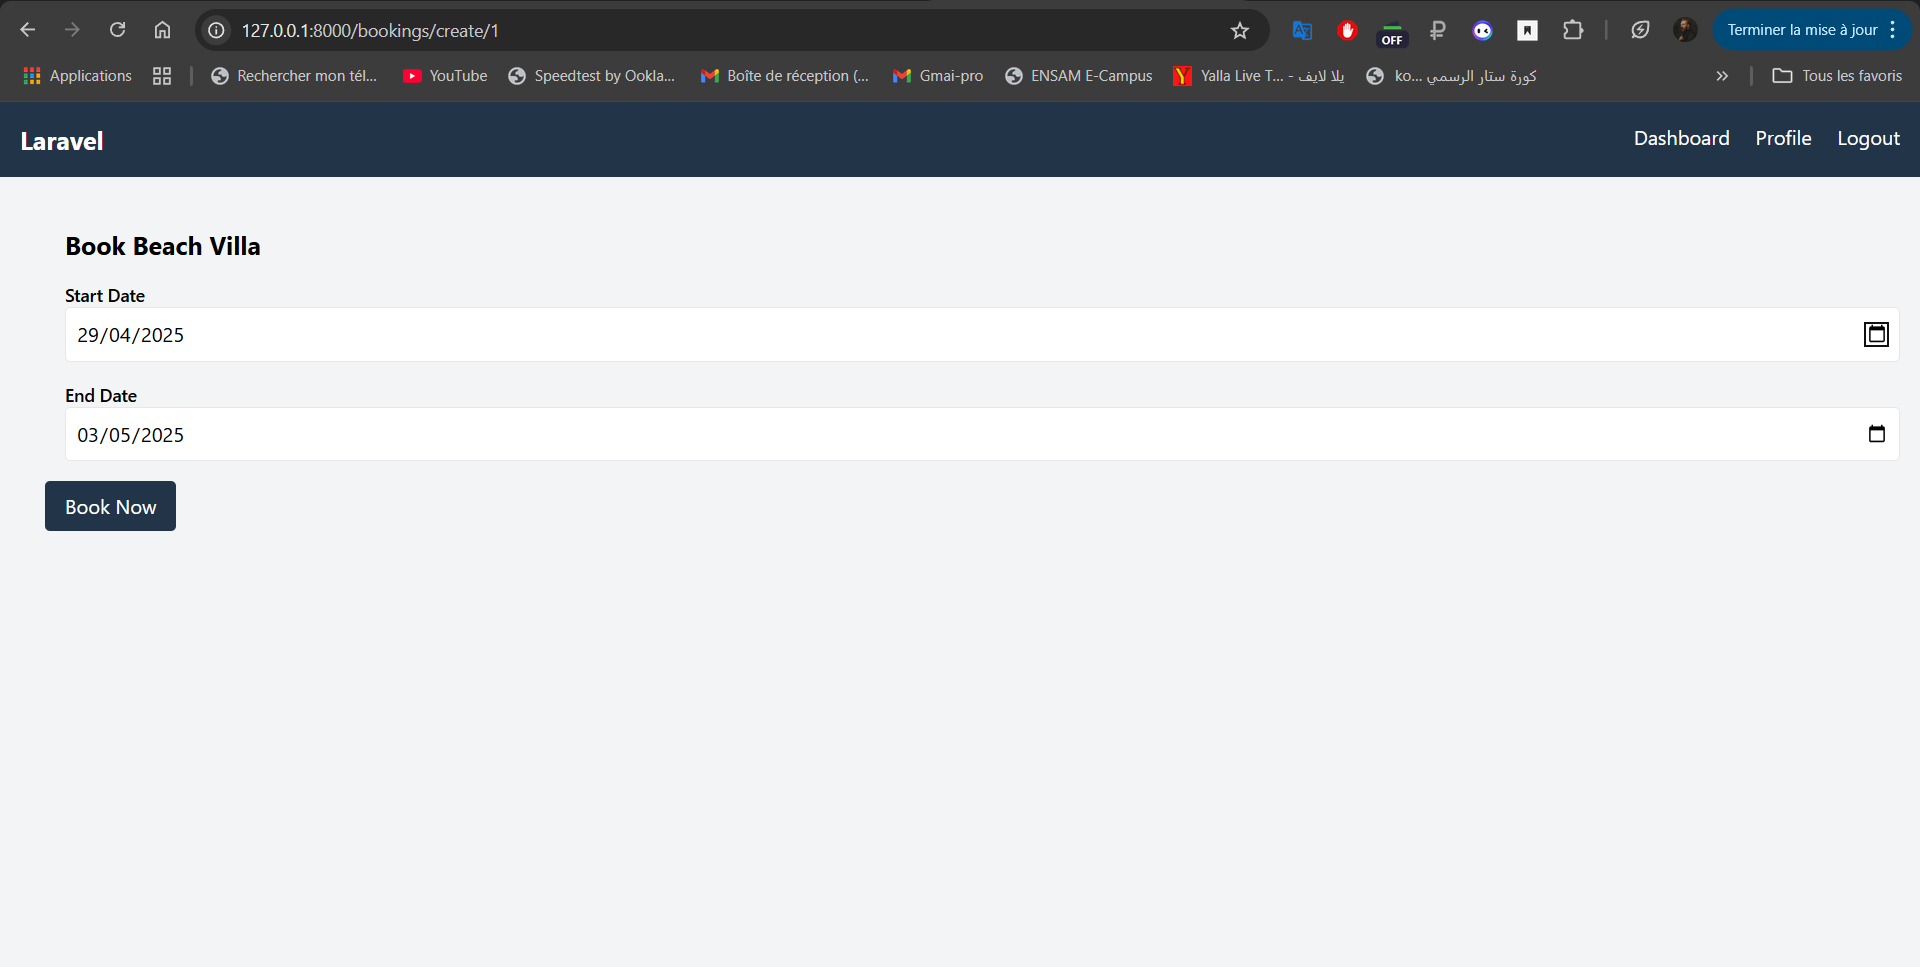 127.0.0.1:8000/bookings/create/1
OFF
Terminer la mise à jour
Applications
Rechercher mon tél...
YouTube
Speedtest by Ookla...
Boîte de réception (...
Gmai-pro
ENSAM E-Campus
Yalla Live T... - يلا لايف
ko... كورة ستار الرسمي
Tous les favoris
Laravel
Dashboard
Profile
Logout
Book Beach Villa
Start Date
29/04/2025
End Date
03/05/2025
Book Now